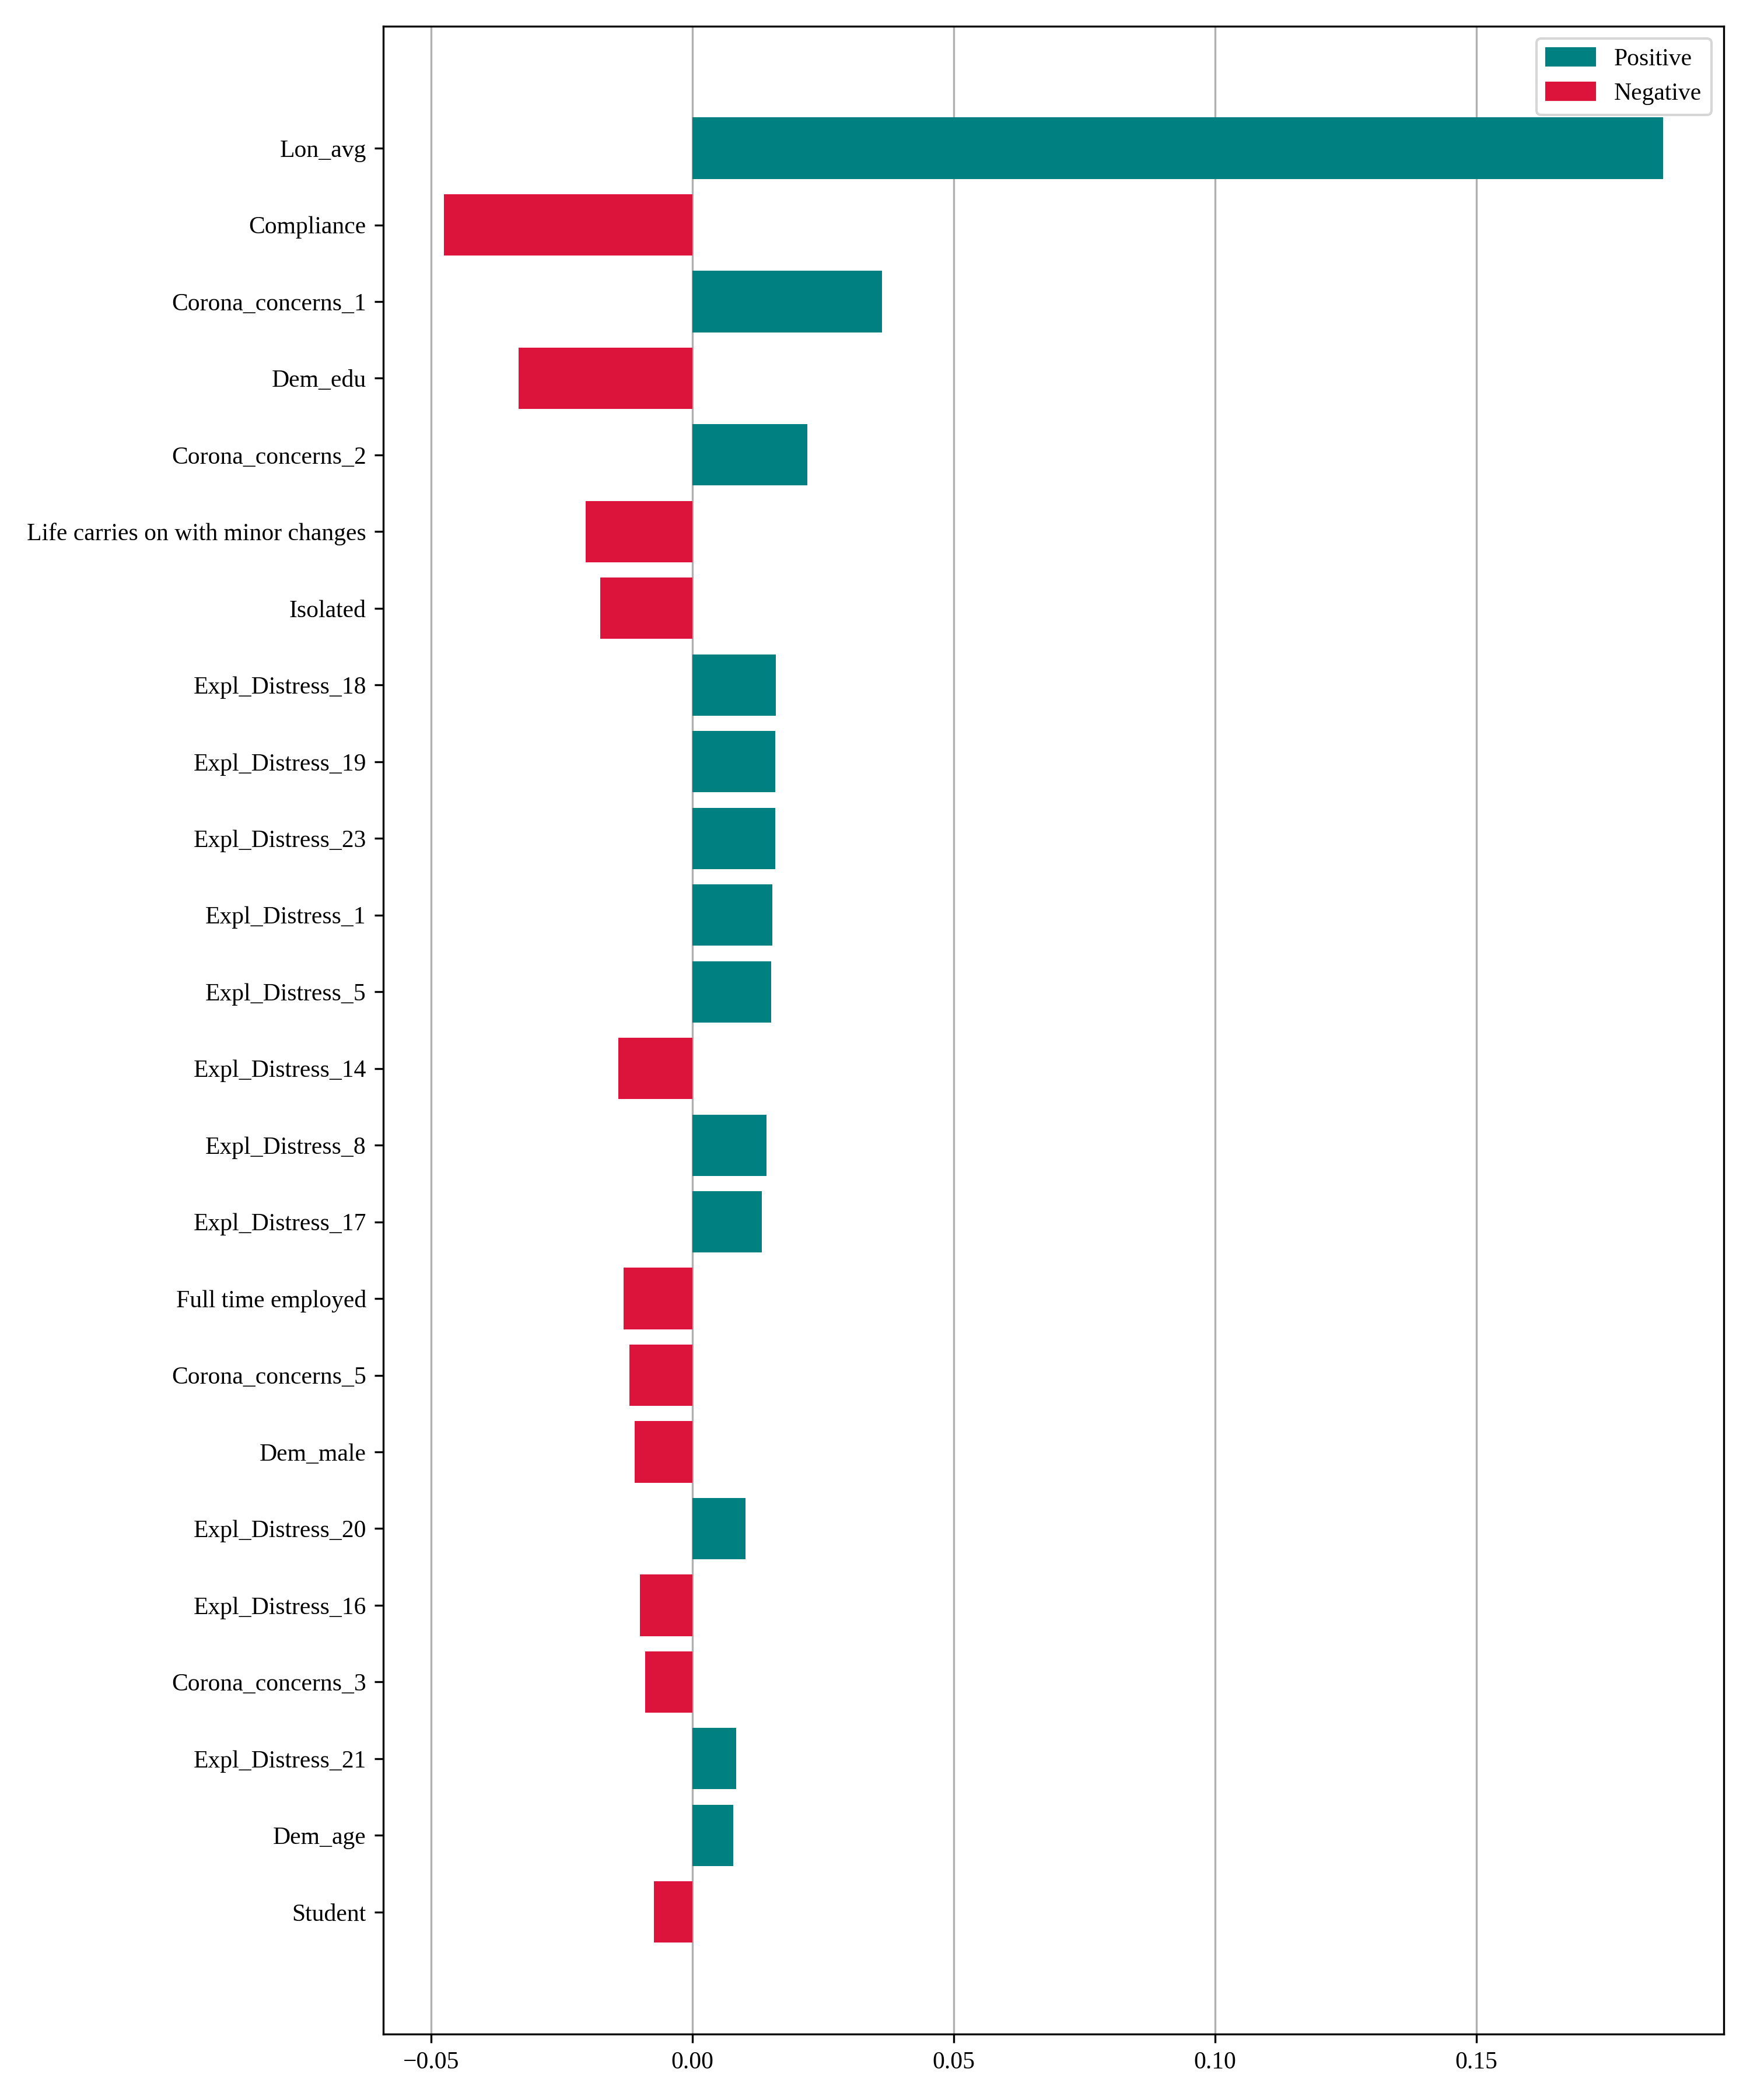 Positive
Negative
Lon_avg
Compliance
Corona_concerns_1
Dem_edu
Corona_concerns_2
Life carries on with minor changes
Isolated
Expl_Distress_18
Expl_Distress_19
Expl_Distress_23
Expl_Distress_1
Expl_Distress_5
Expl_Distress_14
Expl_Distress_8
Expl_Distress_17
Full time employed
Corona_concerns_5
Dem_male
Expl_Distress_20
Expl_Distress_16
Corona_concerns_3
Expl_Distress_21
Dem_age
Student
−0.05 0.00 0.05 0.10 0.15